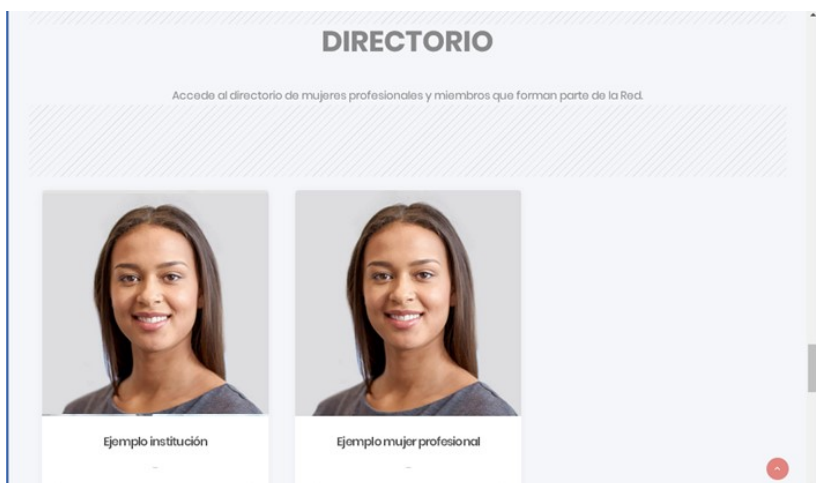 DIRECTORIO
Accede al directorio de mujeres profesionales y miembros que forman parte de la Red.
Ejemplo institución
Ejemplo mujer profesional